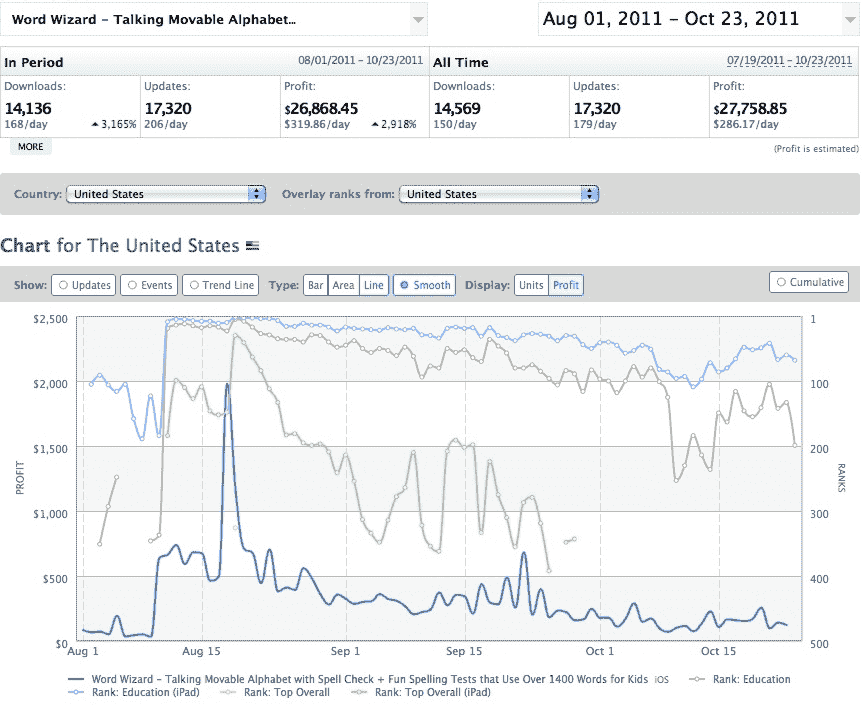 Word Wizard – Talking Movable Alphabet... Aug 01, 2011 – Oct 23, 2011
In Period 08/01/2011 – 10/23/2011 All Time 07/19/2011 – 10/23/2011
Downloads: Updates: Profit: Downloads: Updates: Profit:
14,136 17,320 $26,868.45 14,569 17,320 $27,758.85
168/day ▲3,165% 206/day $319.86/day ▲2,918% 150/day 179/day $286.17/day
MORE (Profit is estimated)
Country: United States Overlay ranks from: United States
Chart for The United States
Show: Updates Events Trend Line Type: Bar Area Line Smooth Display: Units Profit Cumulative
$2,500 1
$2,000 100
$1,500 200
PROFIT RANKS
$1,000 300
$500 400
$0 500
Aug 1 Aug 15 Sep 1 Sep 15 Oct 1 Oct 15
Word Wizard – Talking Movable Alphabet with Spell Check + Fun Spelling Tests that Use Over 1400 Words for Kids iOS Rank: Education
Rank: Education (iPad) Rank: Top Overall Rank: Top Overall (iPad)